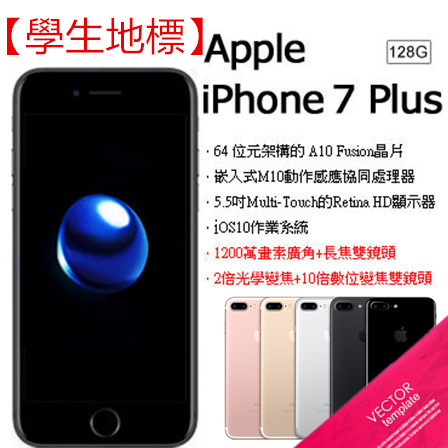 【學生地標】
Apple
128G
iPhone 7 Plus
· 64 位元架構的 A10 Fusion晶片
· 嵌入式M10動作感應協同處理器
· 5.5吋Multi-Touch的Retina HD顯示器
· iOS10作業系統
· 1200萬畫素廣角+長焦雙鏡頭
· 2倍光學變焦+10倍數位變焦雙鏡頭
VECTOR
template